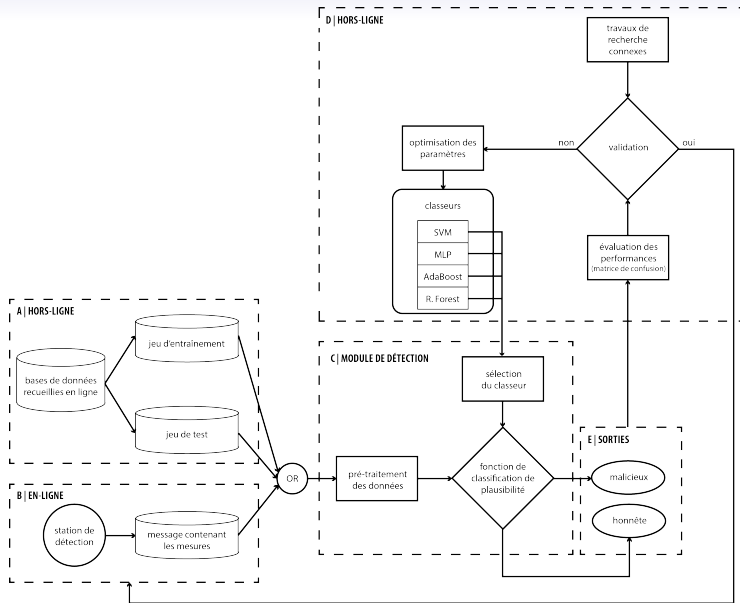 D | HORS-LIGNE
travaux de
recherche
connexes
optimisation des
paramètres
non
validation
oui
classeurs
SVM
MLP
AdaBoost
R. Forest
évaluation des
performances
(matrice de confusion)
A | HORS-LIGNE
bases de données
recueillies en ligne
jeu d'entraînement
jeu de test
B | EN-LIGNE
station de
détection
message contenant
les mesures
OR
C | MODULE DE DÉTECTION
sélection
du classeur
pré-traitement
des données
fonction de
classification de
plausibilité
E | SORTIES
malicieux
honnête